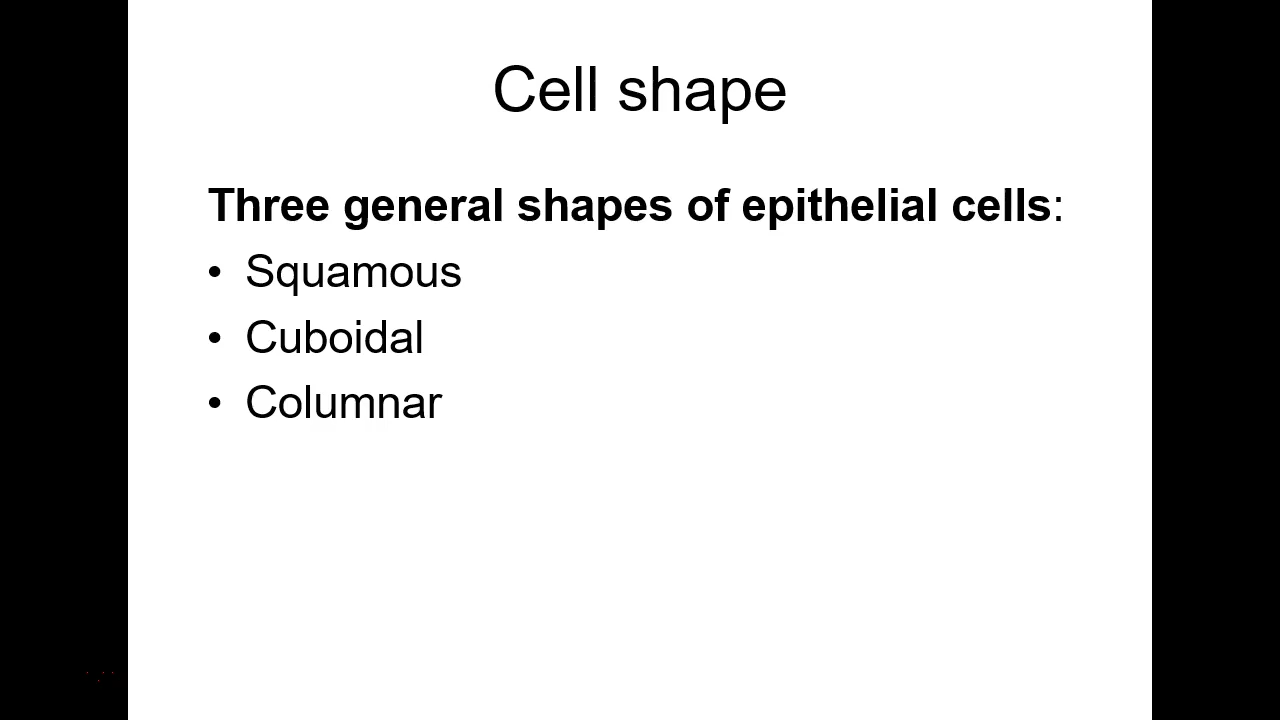 Cell shape
Three general shapes of epithelial cells:
• Squamous
• Cuboidal
• Columnar